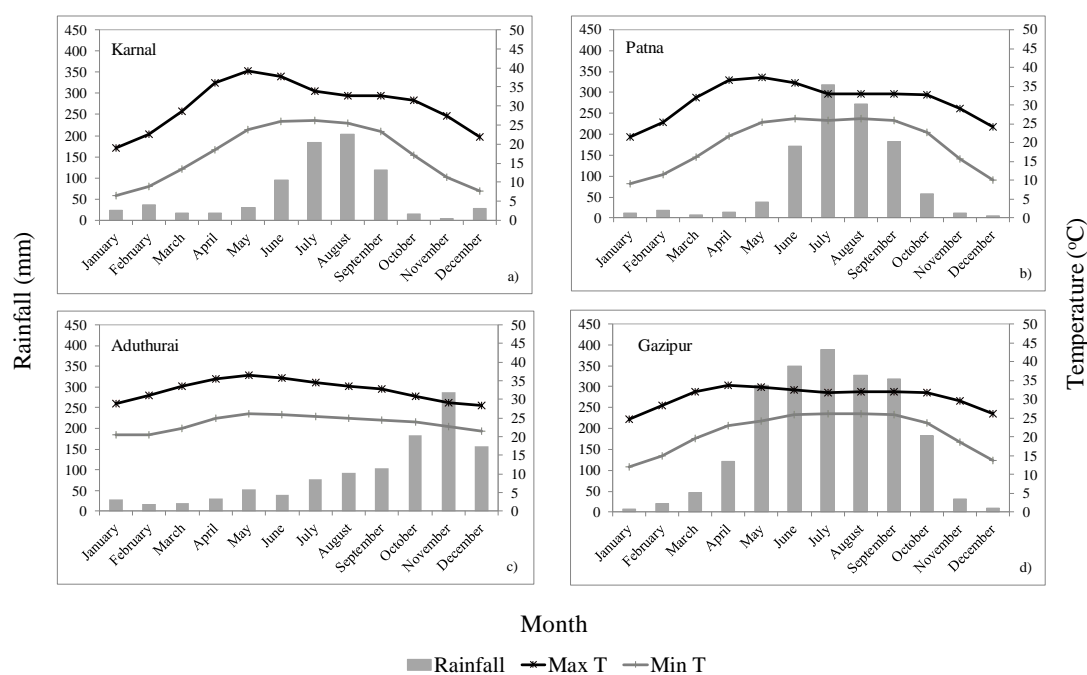 Karnal
450
400
350
300
250
200
150
100
50
0
50
45
40
35
30
25
20
15
10
5
0
January
February
March
April
May
June
July
August
September
October
November
December
a)
Patna
450
400
350
300
250
200
150
100
50
0
50
45
40
35
30
25
20
15
10
5
0
January
February
March
April
May
June
July
August
September
October
November
December
b)
Rainfall (mm)
Temperature (°C)
Aduthurai
450
400
350
300
250
200
150
100
50
0
50
45
40
35
30
25
20
15
10
5
0
January
February
March
April
May
June
July
August
September
October
November
December
c)
Gazipur
450
400
350
300
250
200
150
100
50
0
50
45
40
35
30
25
20
15
10
5
0
January
February
March
April
May
June
July
August
September
October
November
December
d)
Month
Rainfall Max T Min T